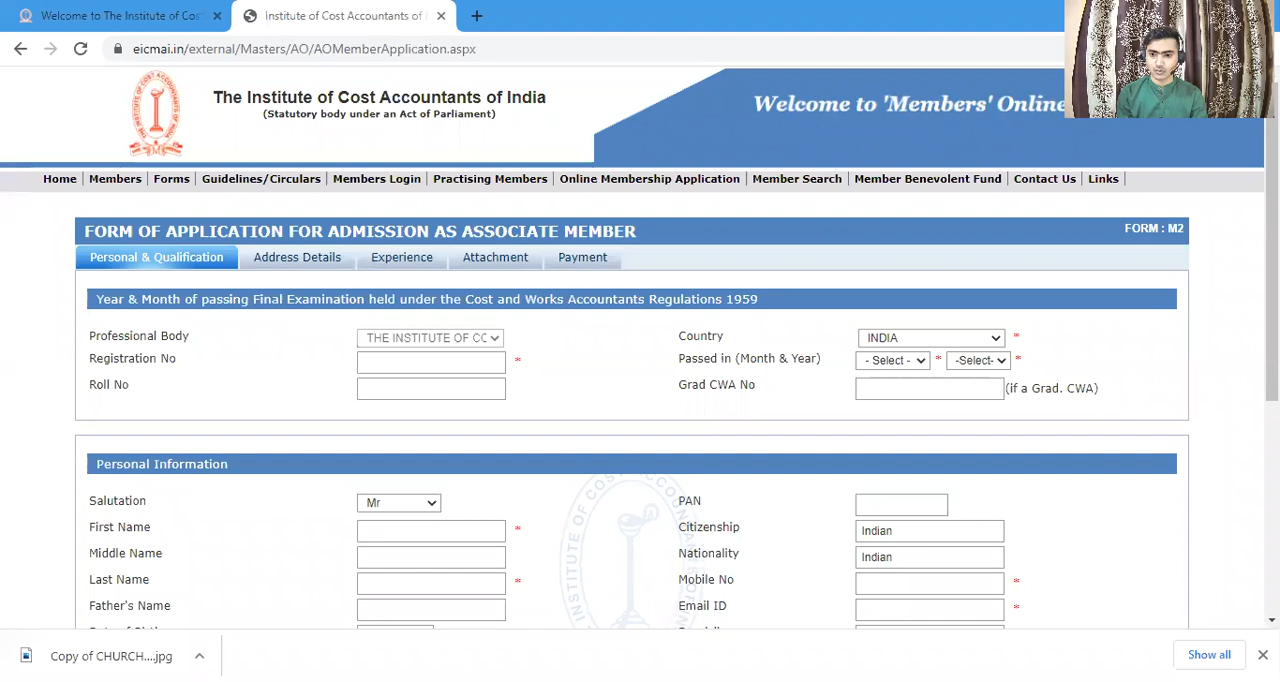 Welcome to The Institute of Cost
Institute of Cost Accountants of
eicmai.in/external/Masters/AO/AOMemberApplication.aspx
The Institute of Cost Accountants of India
(Statutory body under an Act of Parliament)
Welcome to 'Members' Online
Home Members Forms Guidelines/Circulars Members Login Practising Members Online Membership Application Member Search Member Benevolent Fund Contact Us Links
FORM OF APPLICATION FOR ADMISSION AS ASSOCIATE MEMBER FORM : M2
Personal & Qualification Address Details Experience Attachment Payment
Year & Month of passing Final Examination held under the Cost and Works Accountants Regulations 1959
Professional Body THE INSTITUTE OF CO Country INDIA *
Registration No * Passed in (Month & Year) - Select - * -Select- *
Roll No Grad CWA No (if a Grad. CWA)
Personal Information
Salutation Mr PAN
First Name * Citizenship Indian
Middle Name Nationality Indian
Last Name * Mobile No *
Father's Name Email ID *
Copy of CHURCH....jpg Show all